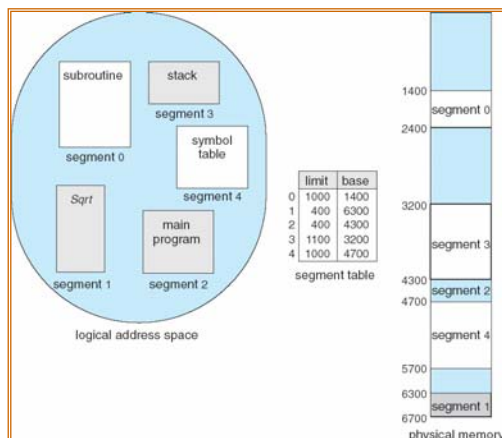 subroutine
segment 0
stack
segment 3
symbol
table
segment 4
Sqrt
segment 1
main
program
segment 2
logical address space
limit base
0 1000 1400
1 400 6300
2 400 4300
3 1100 3200
4 1000 4700
segment table
1400
segment 0
2400
3200
segment 3
4300
segment 2
4700
segment 4
5700
6300
segment 1
6700
physical memory